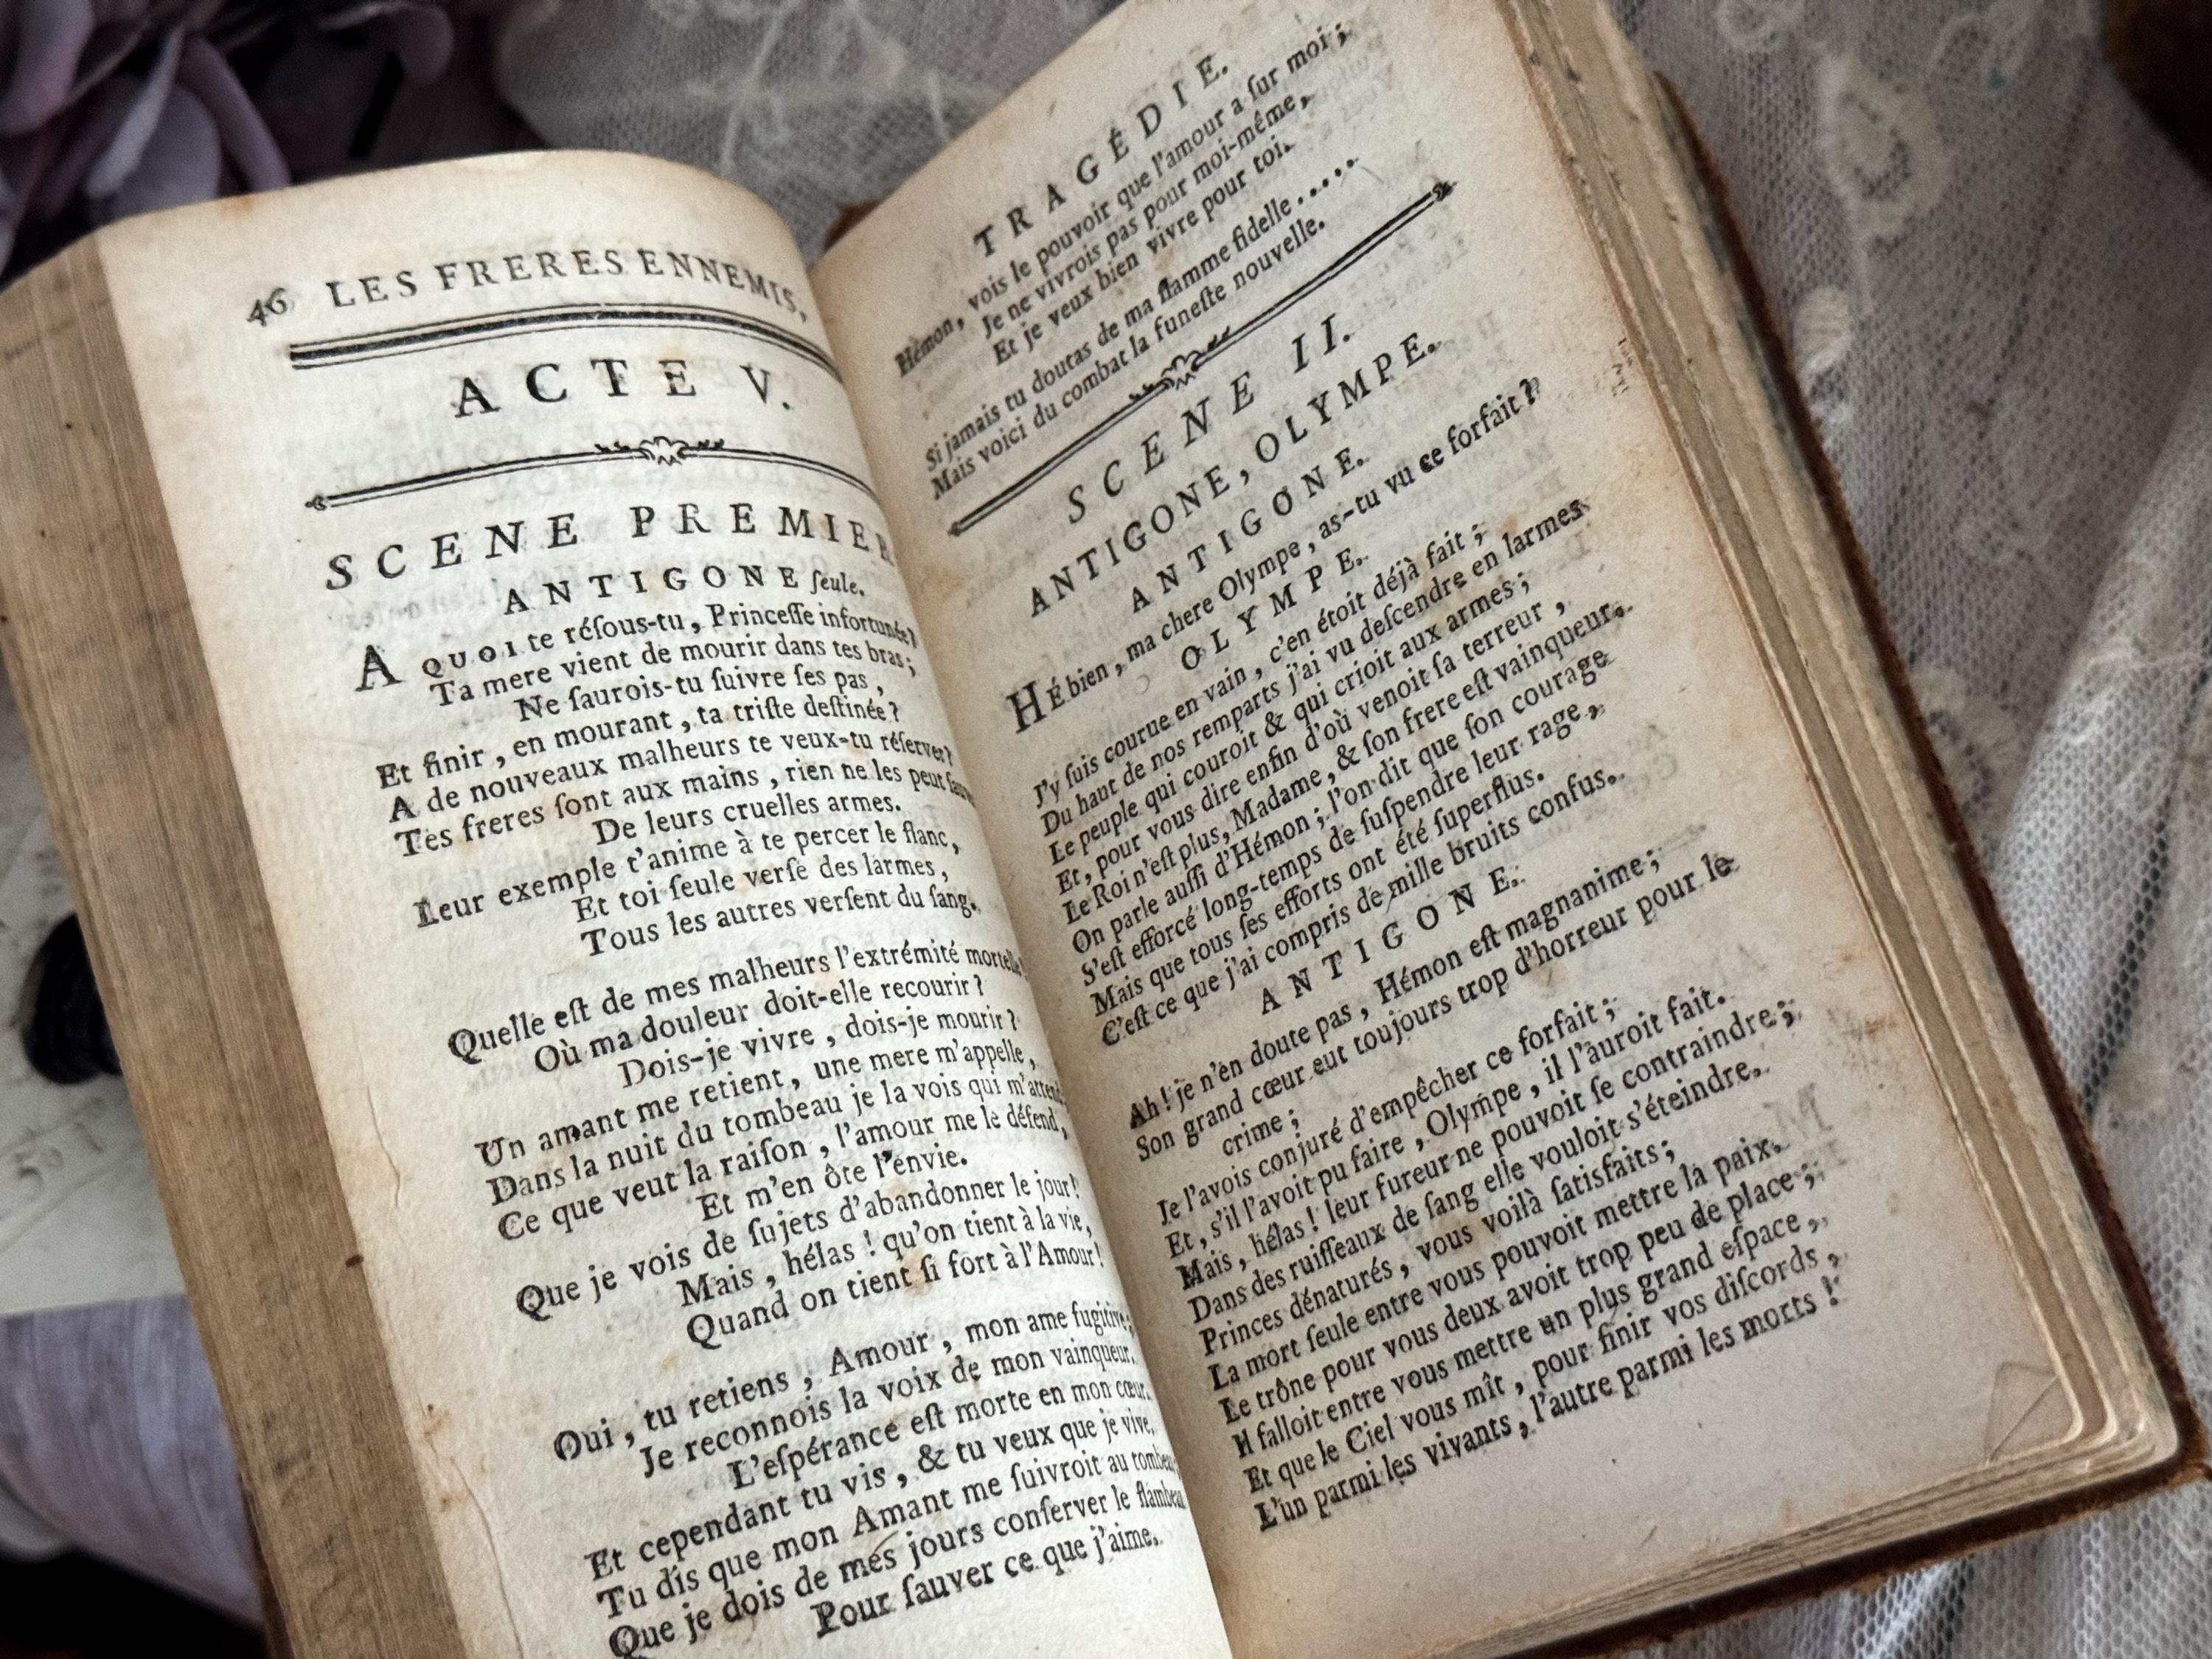 46 LES FRERES ENNEMIS,
ACTE V.
SCENE PREMIER
ANTIGONE ſeule.
A QUOI te réſous-tu, Princeſſe infortunée?
Ta mere vient de mourir dans tes bras;
Ne ſaurois-tu ſuivre ſes pas,
Et finir, en mourant, ta triſte deſtinée?
A de nouveaux malheurs te veux-tu réſerver?
Tes freres ſont aux mains, rien ne les peut ſau
De leurs cruelles armes.
Leur exemple t'anime à te percer le flanc,
Et toi ſeule verſe des larmes,
Tous les autres verſent du ſang.
Quelle eſt de mes malheurs l'extrémité mortelle
Où ma douleur doit-elle recourir?
Dois-je vivre, dois-je mourir?
Un amant me retient, une mere m'appelle,
Dans la nuit du tombeau je la vois qui m'attend
Ce que veut la raiſon, l'amour me le défend,
Et m'en ôte l'envie.
Que je vois de ſujets d'abandonner le jour!
Mais, hélas! qu'on tient à la vie,
Quand on tient ſi fort à l'Amour!
Oui, tu retiens, Amour, mon ame fugitive;
Je reconnois la voix de mon vainqueur.
L'eſpérance eſt morte en mon cœur.
Et cependant tu vis, & tu veux que je vive.
Tu dis que mon Amant me ſuivroit au tombeau,
Que je dois de mes jours conſerver le flambeau
Pour ſauver ce que j'aime.
TRAGÉDIE.
Hémon, vois le pouvoir que l'amour a ſur moi;
Je ne vivrois pas pour moi-même,
Et je veux bien vivre pour toi.
Si jamais tu doutas de ma flamme fidelle.....
Mais voici du combat la funeſte nouvelle.
SCENE II.
ANTIGONE, OLYMPE.
ANTIGONE.
HÉ bien, ma chere Olympe, as-tu vu ce forfait?
OLYMPE.
J'y ſuis courue en vain, c'en étoit déjà fait;
Du haut de nos remparts j'ai vu deſcendre en larmes
Le peuple qui couroit & qui crioit aux armes;
Et, pour vous dire enfin d'où venoit ſa terreur,
Le Roi n'eſt plus, Madame, & ſon frere eſt vainqueur.
On parle auſſi d'Hémon; l'on dit que ſon courage
S'eſt efforcé long-temps de ſuſpendre leur rage,
Mais que tous ſes efforts ont été ſuperflus.
C'eſt ce que j'ai compris de mille bruits confus.
ANTIGONE.
Ah! je n'en doute pas, Hémon eſt magnanime;
Son grand cœur eut toujours trop d'horreur pour le
crime;
Je l'avois conjuré d'empêcher ce forfait;
Et, s'il l'avoit pu faire, Olympe, il l'auroit fait.
Mais, hélas! leur fureur ne pouvoit ſe contraindre;
Dans des ruiſſeaux de ſang elle vouloit s'éteindre.
Princes dénaturés, vous voilà ſatisfaits;
La mort ſeule entre vous pouvoit mettre la paix.
Le trône pour vous deux avoit trop peu de place;
Il falloit entre vous mettre un plus grand eſpace,
Et que le Ciel vous mît, pour finir vos diſcords,
L'un parmi les vivants, l'autre parmi les morts!